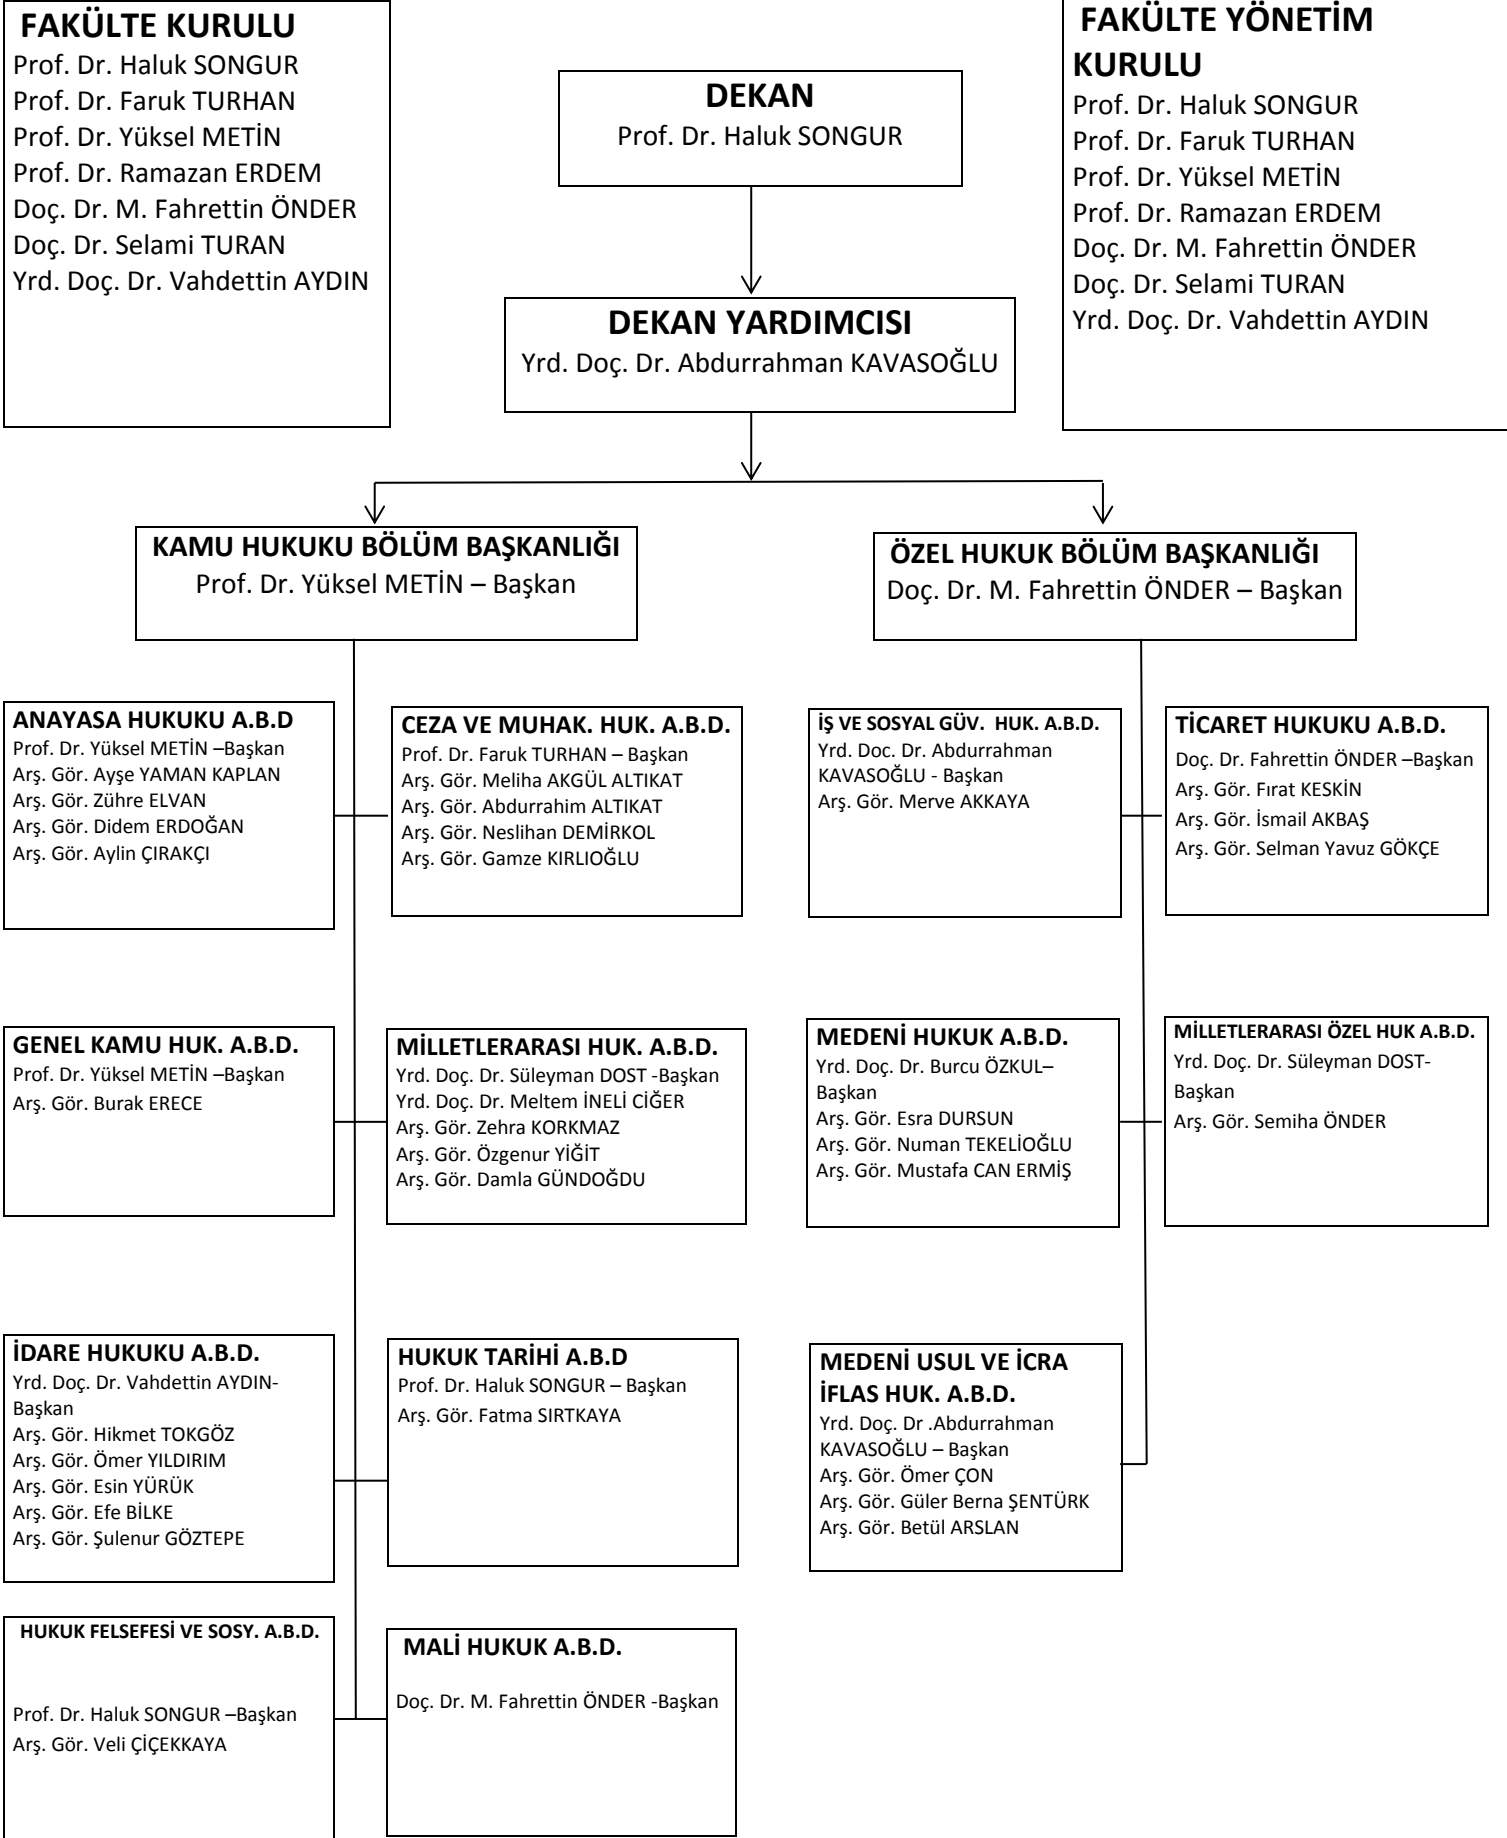 FAKÜLTE KURULU
Prof. Dr. Haluk SONGUR
Prof. Dr. Faruk TURHAN
Prof. Dr. Yüksel METİN
Prof. Dr. Ramazan ERDEM
Doç. Dr. M. Fahrettin ÖNDER
Doç. Dr. Selami TURAN
Yrd. Doç. Dr. Vahdettin AYDIN
DEKAN
Prof. Dr. Haluk SONGUR
FAKÜLTE YÖNETİM
KURULU
Prof. Dr. Haluk SONGUR
Prof. Dr. Faruk TURHAN
Prof. Dr. Yüksel METİN
Prof. Dr. Ramazan ERDEM
Doç. Dr. M. Fahrettin ÖNDER
Doç. Dr. Selami TURAN
Yrd. Doç. Dr. Vahdettin AYDIN
DEKAN YARDIMCISI
Yrd. Doç. Dr. Abdurrahman KAVASOĞLU
KAMU HUKUKU BÖLÜM BAŞKANLIĞI
Prof. Dr. Yüksel METİN – Başkan
ÖZEL HUKUK BÖLÜM BAŞKANLIĞI
Doç. Dr. M. Fahrettin ÖNDER – Başkan
ANAYASA HUKUKU A.B.D
Prof. Dr. Yüksel METİN –Başkan
Arş. Gör. Ayşe YAMAN KAPLAN
Arş. Gör. Zühre ELVAN
Arş. Gör. Didem ERDOĞAN
Arş. Gör. Aylin ÇIRAKÇI
CEZA VE MUHAK. HUK. A.B.D.
Prof. Dr. Faruk TURHAN – Başkan
Arş. Gör. Meliha AKGÜL ALTIKAT
Arş. Gör. Abdurrahim ALTIKAT
Arş. Gör. Neslihan DEMİRKOL
Arş. Gör. Gamze KIRLIOĞLU
İŞ VE SOSYAL GÜV. HUK. A.B.D.
Yrd. Doc. Dr. Abdurrahman
KAVASOĞLU - Başkan
Arş. Gör. Merve AKKAYA
TİCARET HUKUKU A.B.D.
Doç. Dr. Fahrettin ÖNDER –Başkan
Arş. Gör. Fırat KESKİN
Arş. Gör. İsmail AKBAŞ
Arş. Gör. Selman Yavuz GÖKÇE
GENEL KAMU HUK. A.B.D.
Prof. Dr. Yüksel METİN –Başkan
Arş. Gör. Burak ERECE
MİLLETLERARASI HUK. A.B.D.
Yrd. Doç. Dr. Süleyman DOST -Başkan
Yrd. Doç. Dr. Meltem İNELİ CİĞER
Arş. Gör. Zehra KORKMAZ
Arş. Gör. Özgenur YİĞİT
Arş. Gör. Damla GÜNDOĞDU
MEDENİ HUKUK A.B.D.
Yrd. Doç. Dr. Burcu ÖZKUL–
Başkan
Arş. Gör. Esra DURSUN
Arş. Gör. Numan TEKELİOĞLU
Arş. Gör. Mustafa CAN ERMİŞ
MİLLETLERARASI ÖZEL HUK A.B.D.
Yrd. Doç. Dr. Süleyman DOST-
Başkan
Arş. Gör. Semiha ÖNDER
İDARE HUKUKU A.B.D.
Yrd. Doç. Dr. Vahdettin AYDIN-
Başkan
Arş. Gör. Hikmet TOKGÖZ
Arş. Gör. Ömer YILDIRIM
Arş. Gör. Esin YÜRÜK
Arş. Gör. Efe BİLKE
Arş. Gör. Şulenur GÖZTEPE
HUKUK TARİHİ A.B.D
Prof. Dr. Haluk SONGUR – Başkan
Arş. Gör. Fatma SIRTKAYA
MEDENİ USUL VE İCRA
İFLAS HUK. A.B.D.
Yrd. Doç. Dr .Abdurrahman
KAVASOĞLU – Başkan
Arş. Gör. Ömer ÇON
Arş. Gör. Güler Berna ŞENTÜRK
Arş. Gör. Betül ARSLAN
HUKUK FELSEFESİ VE SOSY. A.B.D.
Prof. Dr. Haluk SONGUR –Başkan
Arş. Gör. Veli ÇİÇEKKAYA
MALİ HUKUK A.B.D.
Doç. Dr. M. Fahrettin ÖNDER -Başkan